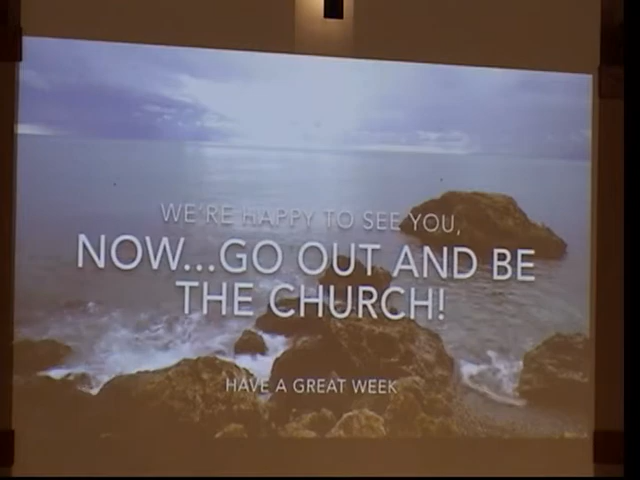 WE'RE HAPPY TO SEE YOU,
NOW...GO OUT AND BE
THE CHURCH!
HAVE A GREAT WEEK